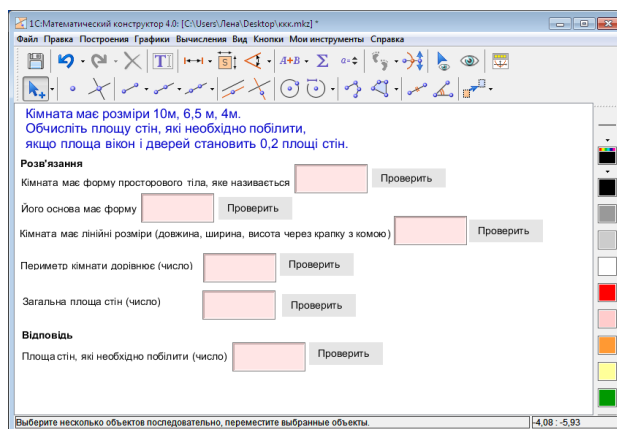 1С:Математический конструктор 4.0: [C:\Users\Лена\Desktop\ккк.mkz] *
Файл Правка Построения Графики Вычисления Вид Кнопки Мои инструменты Справка
Кімната має розміри 10м, 6,5 м, 4м.
Обчисліть площу стін, які необхідно побілити,
якщо площа вікон і дверей становить 0,2 площі стін.
Розв'язання
Кімната має форму просторового тіла, яке називається
Проверить
Його основа має форму
Проверить
Кімната має лінійні розміри (довжина, ширина, висота через крапку з комою)
Проверить
Периметр кімнати дорівнює (число)
Проверить
Загальна площа стін (число)
Проверить
Відповідь
Площа стін, які необхідно побілити (число)
Проверить
Выберите несколько объектов последовательно, переместите выбранные объекты.
-4,08 : -5,93